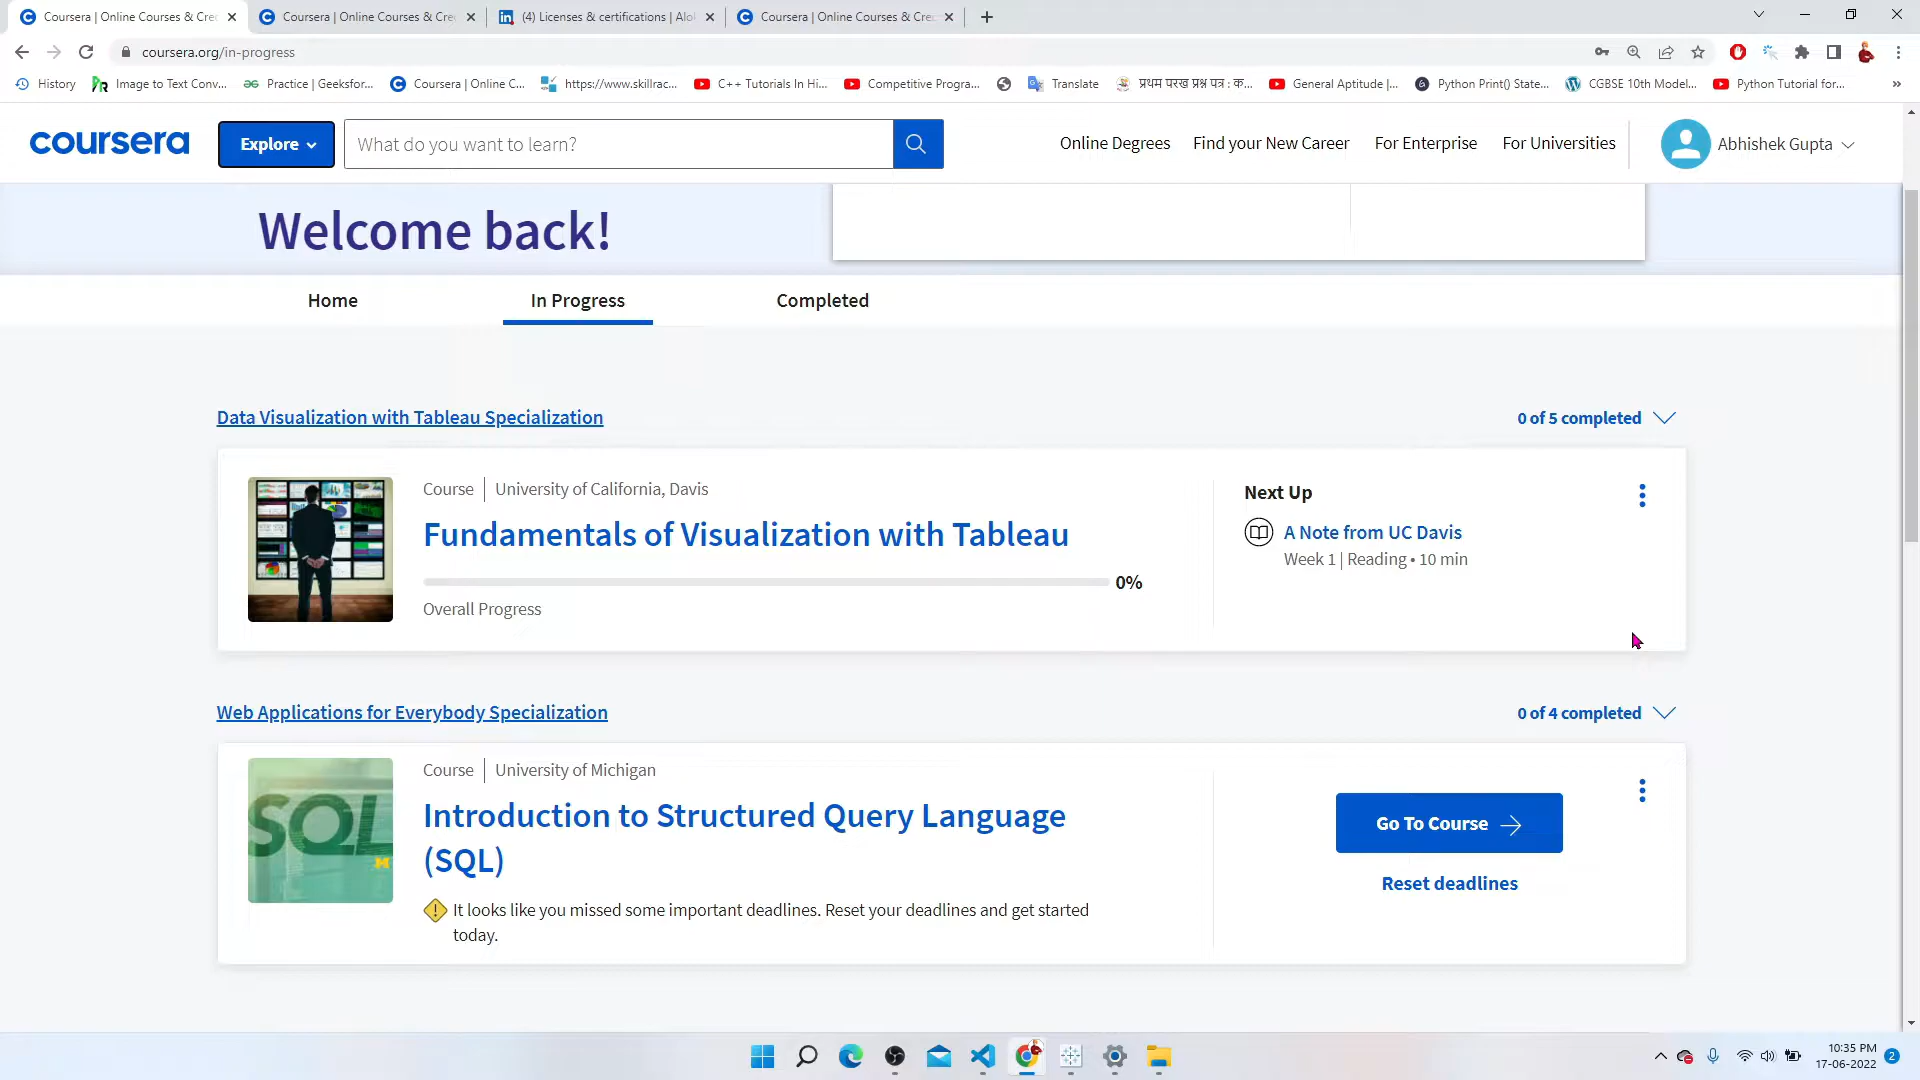 Coursera | Online Courses & Cre
Coursera | Online Courses & Cre
(4) Licenses & certifications | Alo
Coursera | Online Courses & Cre
coursera.org/in-progress
History
Image to Text Conv...
Practice | Geeksfor...
Coursera | Online C...
https://www.skillrac...
C++ Tutorials In Hi...
Competitive Progra...
Translate
प्रथम परख प्रश्न पत्र : क...
General Aptitude |...
Python Print() State...
CGBSE 10th Model...
Python Tutorial for...
»
coursera
Explore
What do you want to learn?
Online Degrees
Find your New Career
For Enterprise
For Universities
Abhishek Gupta
Welcome back!
Home
In Progress
Completed
Data Visualization with Tableau Specialization
0 of 5 completed
Course | University of California, Davis
Fundamentals of Visualization with Tableau
0%
Overall Progress
Next Up
A Note from UC Davis
Week 1 | Reading • 10 min
Web Applications for Everybody Specialization
0 of 4 completed
SQL
Course | University of Michigan
Introduction to Structured Query Language
(SQL)
It looks like you missed some important deadlines. Reset your deadlines and get started
today.
Go To Course
Reset deadlines
10:35 PM
17-06-2022
2